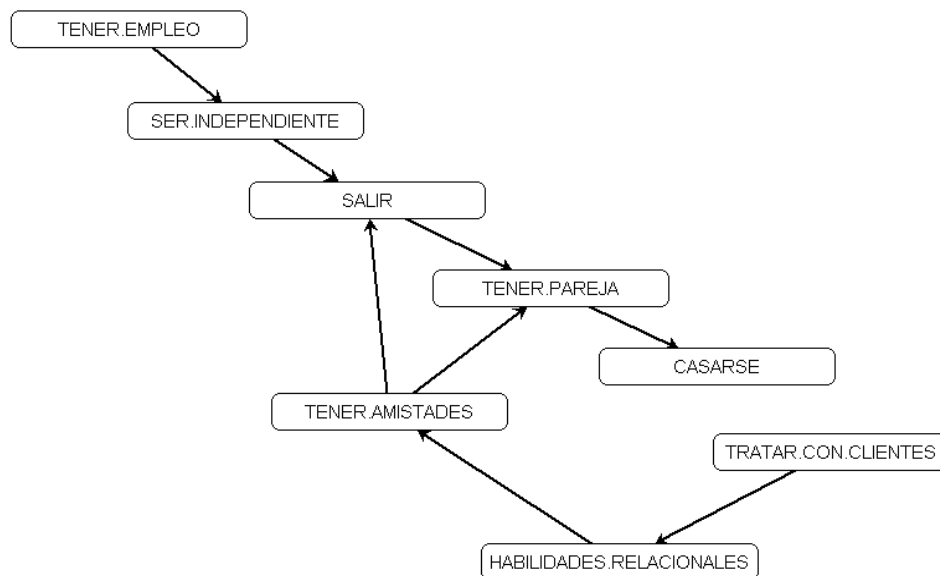 TENER.EMPLEO
SER.INDEPENDIENTE
SALIR
TENER.PAREJA
CASARSE
TENER.AMISTADES
TRATAR.CON.CLIENTES
HABILIDADES.RELACIONALES